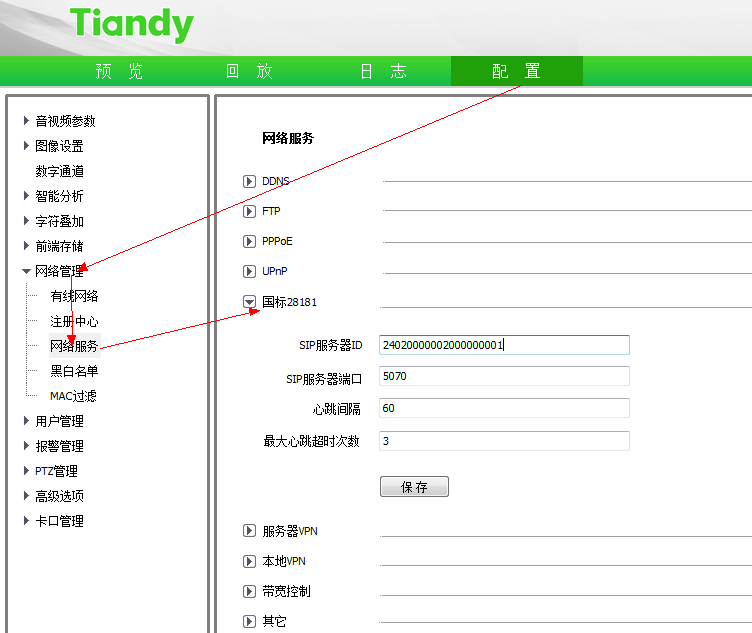 Tiandy
预 览 回 放 日 志 配 置
音视频参数
图像设置
数字通道
智能分析
字符叠加
前端存储
网络管理
有线网络
注册中心
网络服务
黑白名单
MAC过滤
用户管理
报警管理
PTZ管理
高级选项
卡口管理
网络服务
DDNS
FTP
PPPoE
UPnP
国标28181
SIP服务器ID 24020000002000000001
SIP服务器端口 5070
心跳间隔 60
最大心跳超时次数 3
保 存
服务器VPN
本地VPN
带宽控制
其它